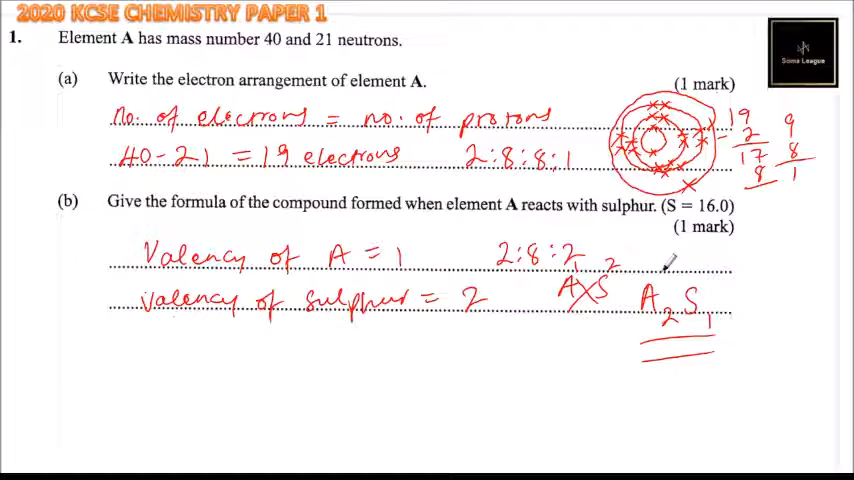 2020 KCSE CHEMISTRY PAPER 1
1. Element A has mass number 40 and 21 neutrons.
Soma League
(a) Write the electron arrangement of element A. (1 mark)
no. of electrons = no. of protons
40-21 = 19 electrons 2:8:8:1
19
- 2
17
8
9
8
1
(b) Give the formula of the compound formed when element A reacts with sulphur. (S = 16.0)
(1 mark)
Valency of A = 1 2:8:2
Valency of sulphur = 2 A¹ S² A₂S₁